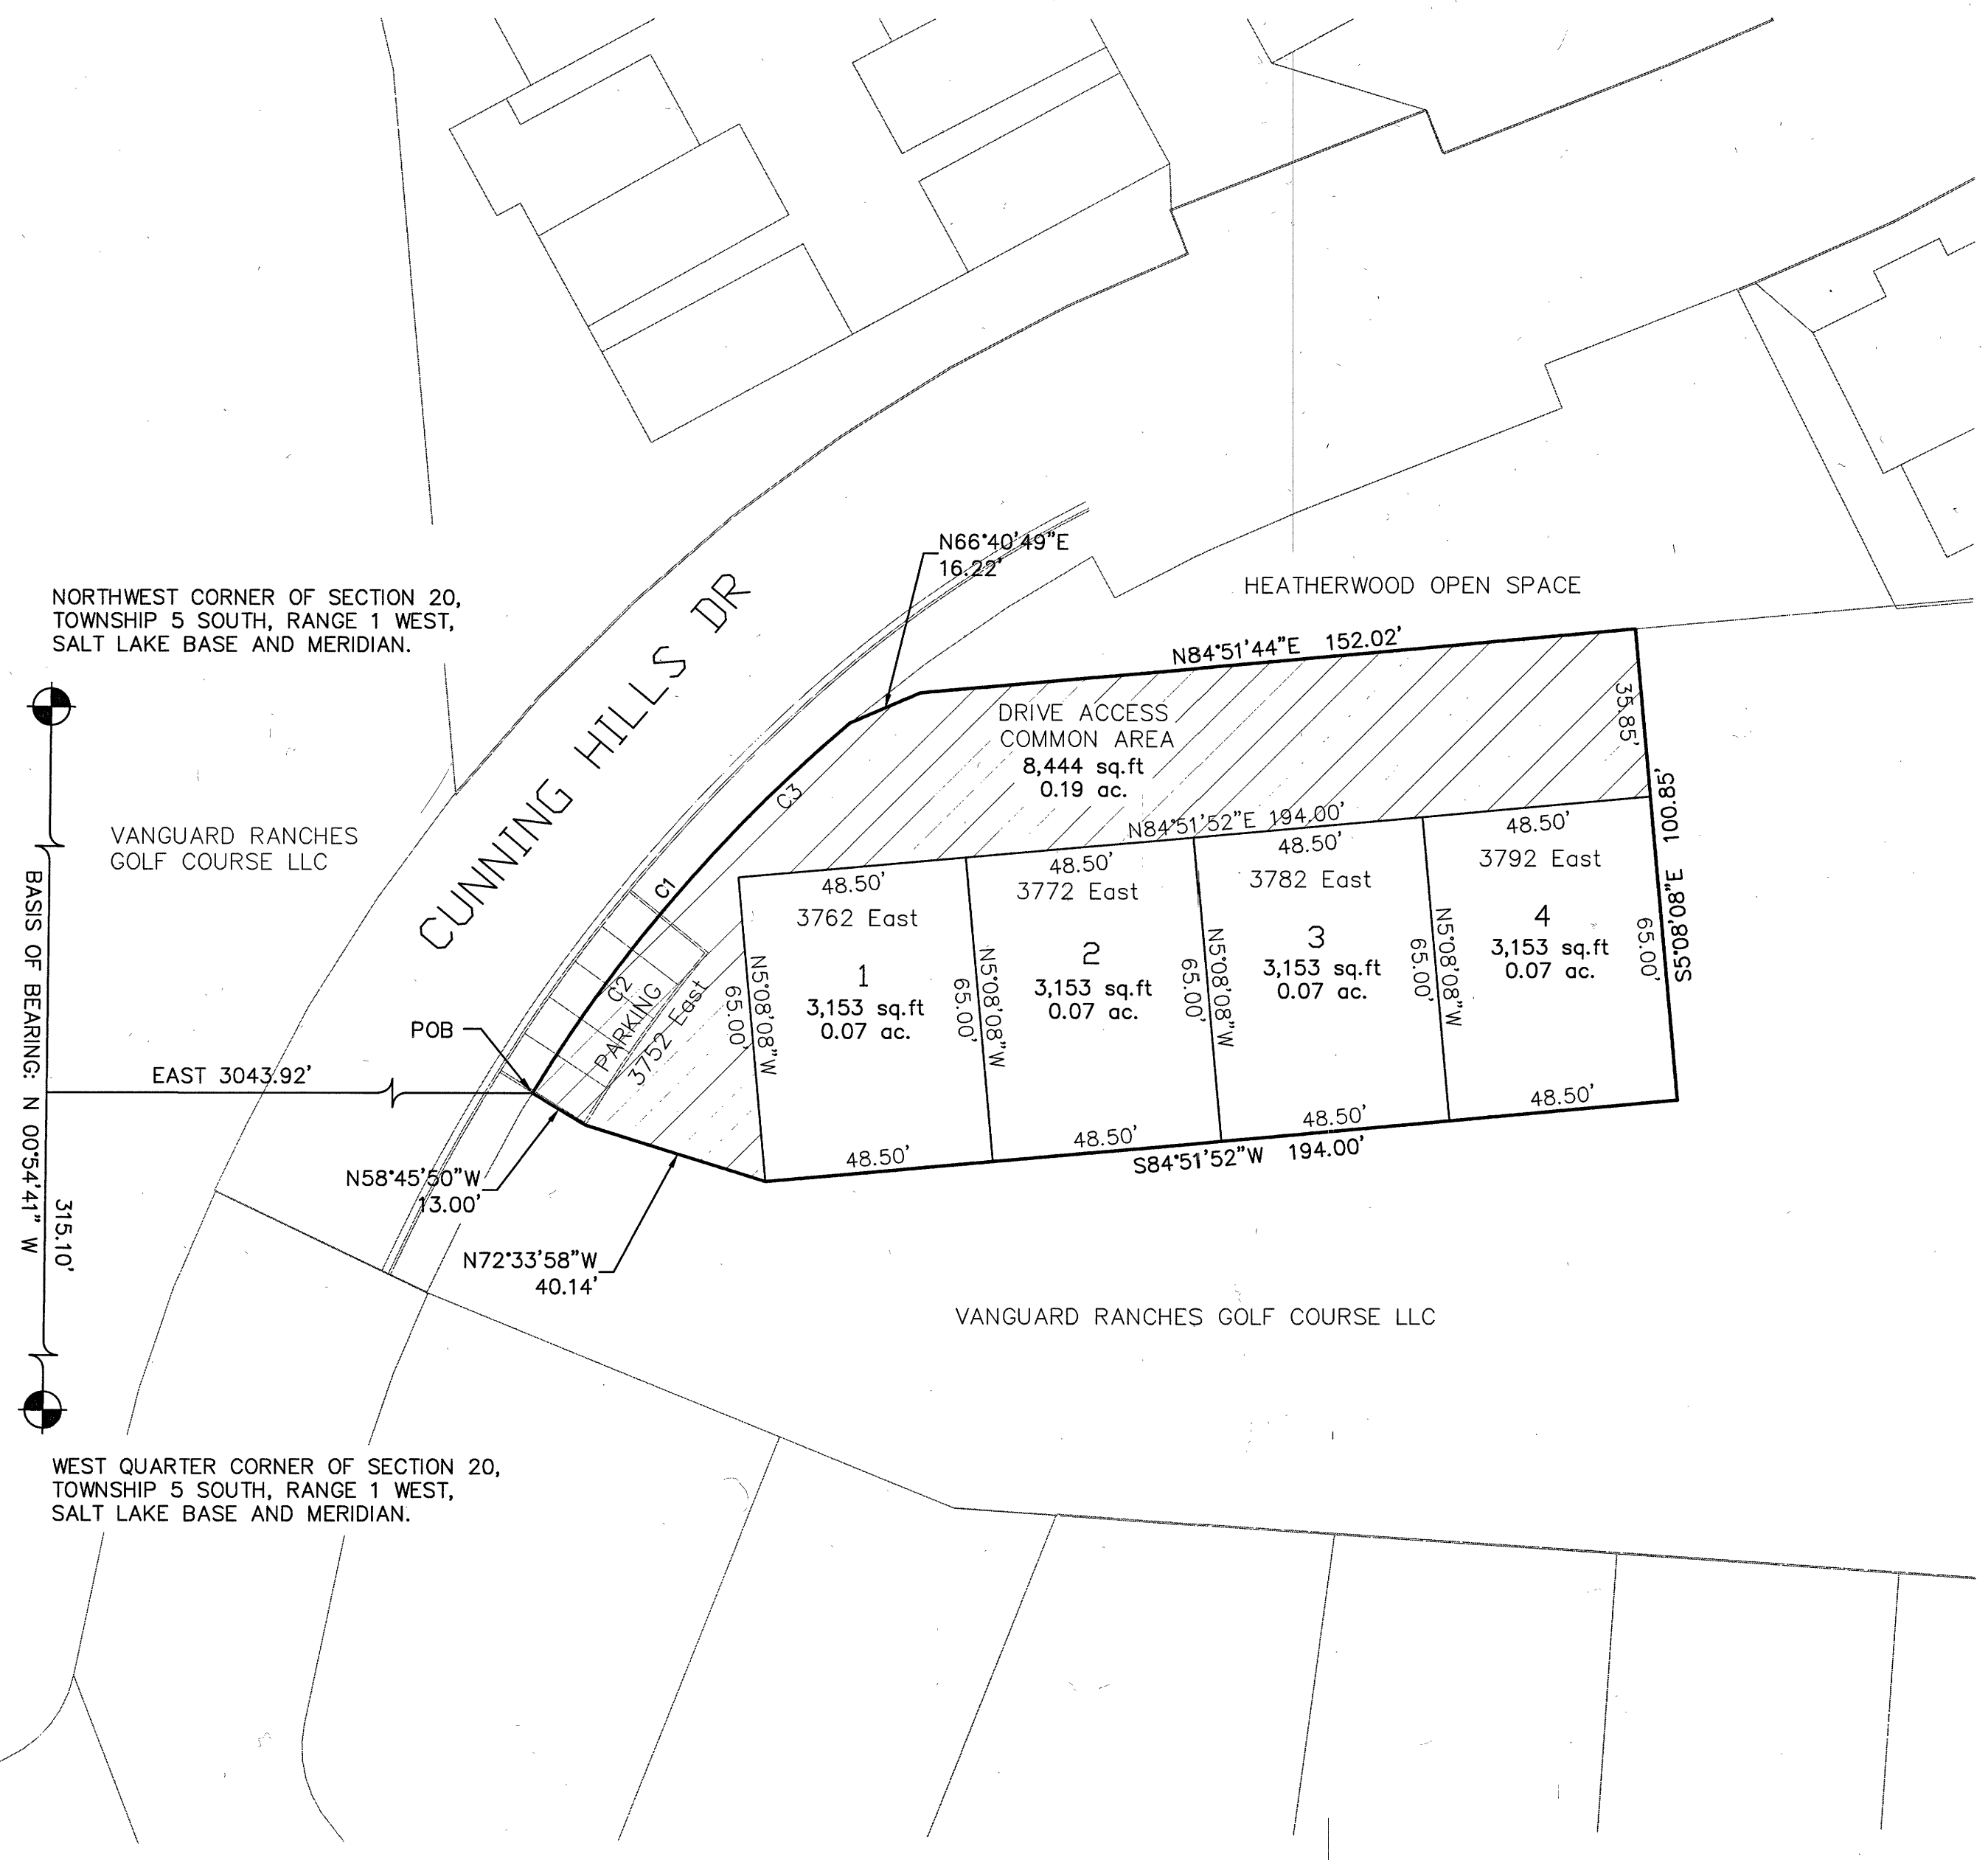 N66°40'49"E
16.22'
HEATHERWOOD OPEN SPACE
NORTHWEST CORNER OF SECTION 20,
TOWNSHIP 5 SOUTH, RANGE 1 WEST,
SALT LAKE BASE AND MERIDIAN.
CUNNING HILLS DR
N84°51'44"E 152.02'
35.85'
DRIVE ACCESS
COMMON AREA
8,444 sq.ft
0.19 ac.
C3
N84°51'52"E 194.00'
S5°08'08"E 100.85'
VANGUARD RANCHES
GOLF COURSE LLC
C1
C2
PARKING
3752 East
48.50'
3762 East
1
3,153 sq.ft
0.07 ac.
N5°08'08"W
65.00'
48.50'
48.50'
3772 East
2
3,153 sq.ft
0.07 ac.
65.00'
N5°08'08"W
48.50'
48.50'
3782 East
3
3,153 sq.ft
0.07 ac.
65.00'
N5°08'08"W
48.50'
48.50'
3792 East
4
3,153 sq.ft
0.07 ac.
65.00'
N5°08'08"W
65.00'
48.50'
S84°51'52"W 194.00'
POB
EAST 3043.92'
BASIS OF BEARING: N 00°54'41" W
315.10'
N58°45'50"W
13.00'
N72°33'58"W
40.14'
VANGUARD RANCHES GOLF COURSE LLC
WEST QUARTER CORNER OF SECTION 20,
TOWNSHIP 5 SOUTH, RANGE 1 WEST,
SALT LAKE BASE AND MERIDIAN.